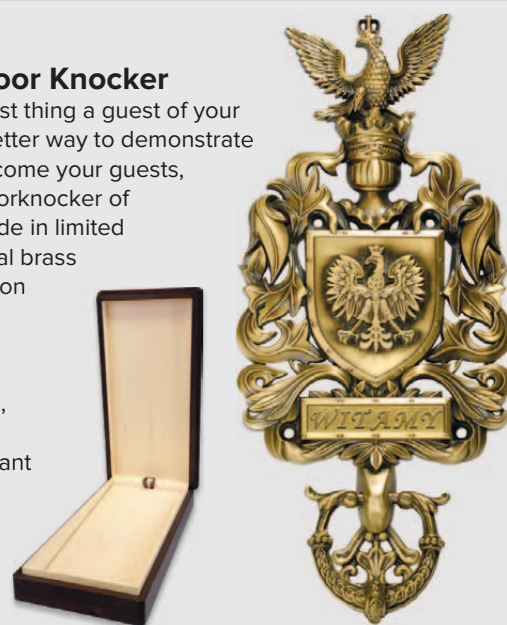 oor Knocker
st thing a guest of your
etter way to demonstrate
come your guests,
orknocker of
de in limited
al brass
on
,
ant
WITAMY